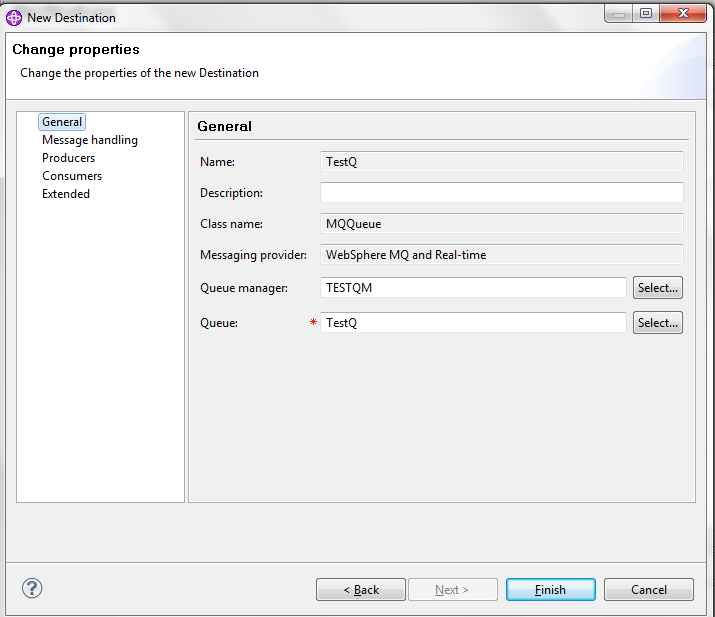 New Destination
Change properties
Change the properties of the new Destination
General
Message handling
Producers
Consumers
Extended
General
Name: TestQ
Description:
Class name: MQQueue
Messaging provider: WebSphere MQ and Real-time
Queue manager: TESTQM Select...
Queue: * TestQ Select...
? < Back Next > Finish Cancel